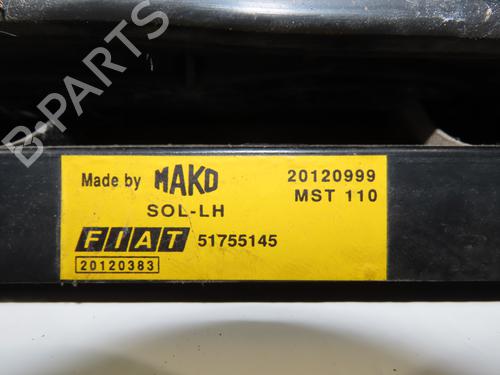 B-PARTS
Made by MAKO 20120999
SOL-LH MST 110
FIAT 51755145
20120383